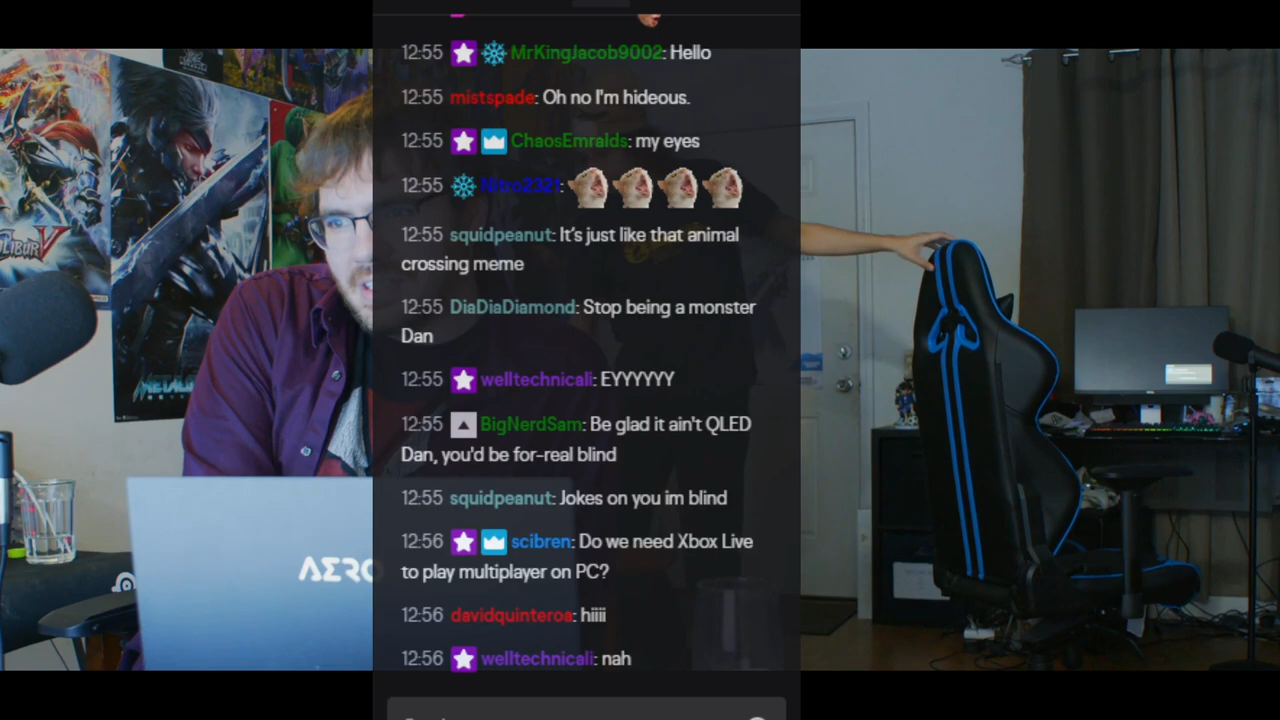 12:55 MrKingJacob9002: Hello
12:55 mistspade: Oh no I'm hideous.
12:55 ChaosEmralds: my eyes
12:55 Nitro232f:
12:55 squidpeanut: It's just like that animal
crossing meme
12:55 DiaDiaDiamond: Stop being a monster
Dan
12:55 welltechnicali: EYYYYYY
12:55 BigNerdSam: Be glad it ain't QLED
Dan, you'd be for-real blind
12:55 squidpeanut: Jokes on you im blind
12:56 scibren: Do we need Xbox Live
to play multiplayer on PC?
12:56 davidquinteroa: hiiii
12:56 welltechnicali: nah
LIBUR V
METAL
AERO